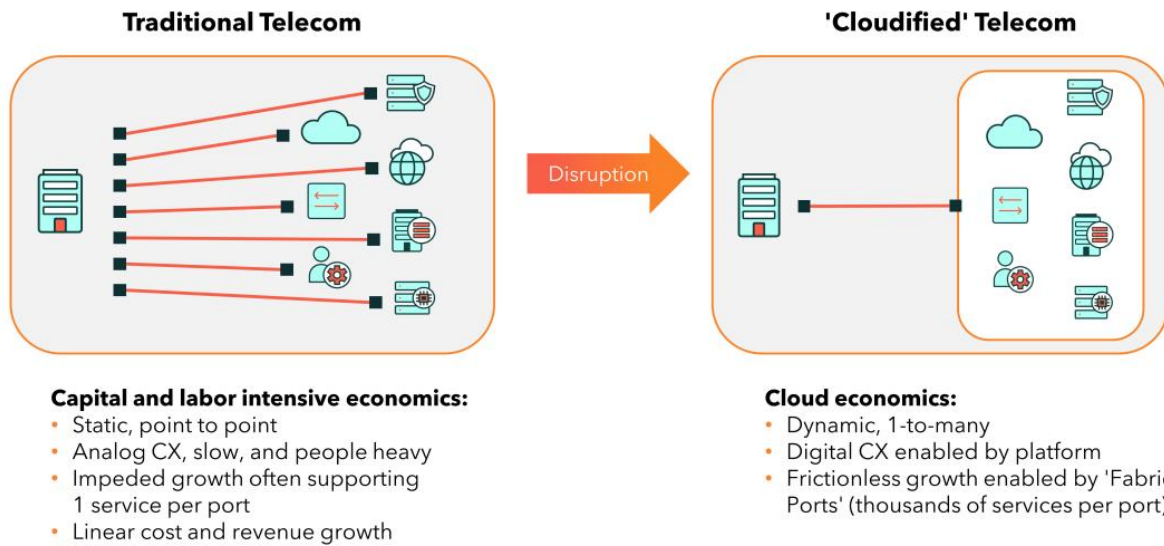 Traditional Telecom
'Cloudified' Telecom
Disruption
Capital and labor intensive economics:
• Static, point to point
• Analog CX, slow, and people heavy
• Impeded growth often supporting
1 service per port
• Linear cost and revenue growth
Cloud economics:
• Dynamic, 1-to-many
• Digital CX enabled by platform
• Frictionless growth enabled by 'Fabric
Ports' (thousands of services per port)